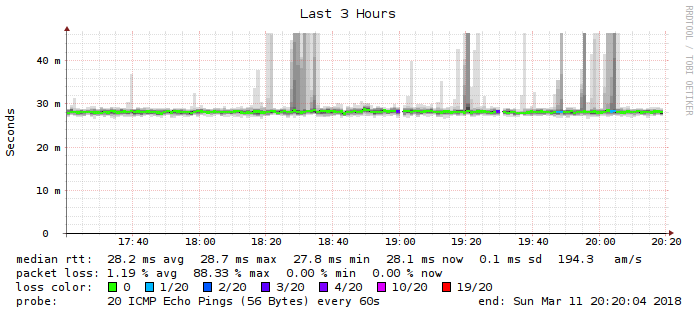 Last 3 Hours
RRDTOOL / TOBI OETIKER
Seconds
40 m
30 m
20 m
10 m
0
17:40 18:00 18:20 18:40 19:00 19:20 19:40 20:00 20:20
median rtt: 28.2 ms avg 28.7 ms max 27.8 ms min 28.1 ms now 0.1 ms sd 194.3 am/s
packet loss: 1.19 % avg 88.33 % max 0.00 % min 0.00 % now
loss color: 0 1/20 2/20 3/20 4/20 10/20 19/20
probe: 20 ICMP Echo Pings (56 Bytes) every 60s end: Sun Mar 11 20:20:04 2018